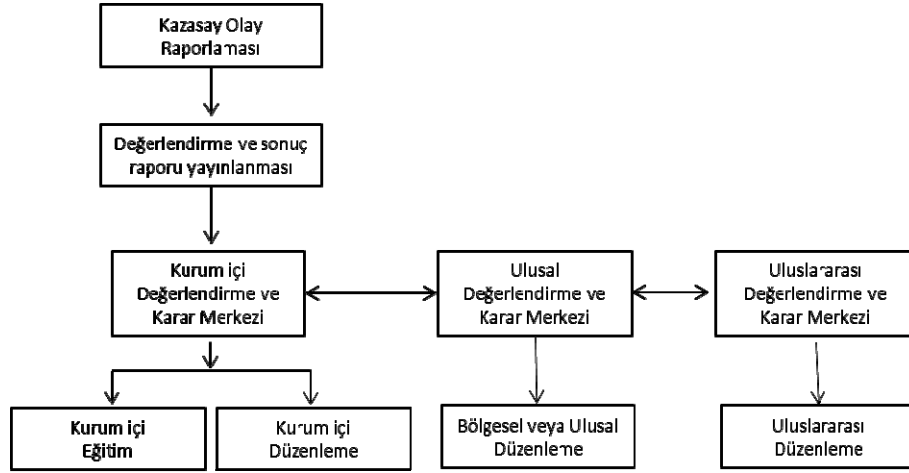 Kazasay Olay
Raporlaması
Değerlendirme ve sonuç
raporu yayınlanması
Kurum içi
Değerlendirme ve
Karar Merkezi
Ulusal
Değerlendirme ve
Karar Merkezi
Uluslararası
Değerlendirme ve
Karar Merkezi
Kurum içi
Eğitim
Kurum içi
Düzenleme
Bölgesel veya Ulusal
Düzenleme
Uluslararası
Düzenleme